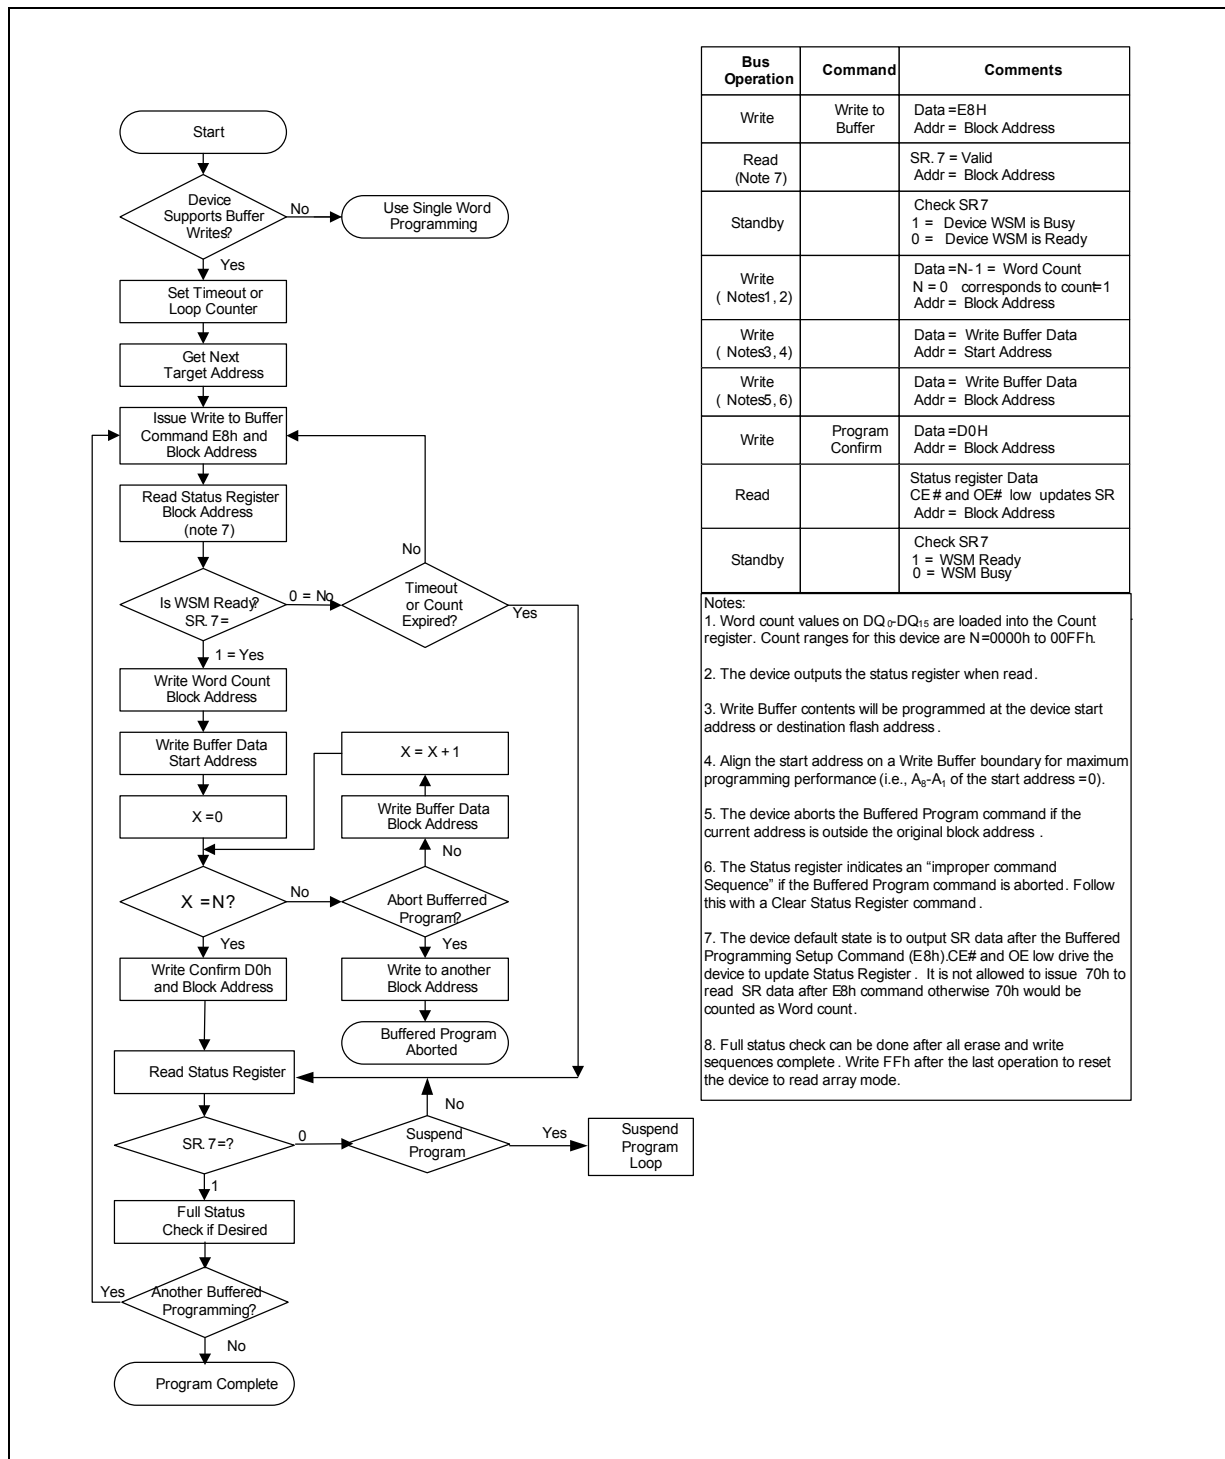 Start
Device
Supports Buffer
Writes?
No
Use Single Word
Programming
Yes
Set Timeout or
Loop Counter
Get Next
Target Address
Issue Write to Buffer
Command E8h and
Block Address
Read Status Register
Block Address
(note 7)
No
Is WSM Ready?
SR. 7 =
0 = No
Timeout
or Count
Expired?
Yes
1 = Yes
Write Word Count
Block Address
Write Buffer Data
Start Address
X = X + 1
X =0
Write Buffer Data
Block Address
No
X =N?
No
Abort Bufferred
Program?
Yes
Yes
Write Confirm D0h
and Block Address
Write to another
Block Address
Buffered Program
Aborted
Read Status Register
No
SR. 7=?
0
Suspend
Program
Yes
Suspend
Program
Loop
1
Full Status
Check if Desired
Yes
Another Buffered
Programming?
No
Program Complete
Bus
Operation
Command
Comments
Write
Write to
Buffer
Data =E8H
Addr = Block Address
Read
(Note 7)
SR. 7 = Valid
Addr = Block Address
Standby
Check SR7
1 = Device WSM is Busy
0 = Device WSM is Ready
Write
( Notes1, 2)
Data =N-1 = Word Count
N = 0 corresponds to count=1
Addr = Block Address
Write
( Notes3, 4)
Data = Write Buffer Data
Addr = Start Address
Write
( Notes5, 6)
Data = Write Buffer Data
Addr = Block Address
Write
Program
Confirm
Data =D0H
Addr = Block Address
Read
Status register Data
CE# and OE# low updates SR
Addr = Block Address
Standby
Check SR7
1 = WSM Ready
0 = WSM Busy
Notes:
1. Word count values on DQ0-DQ15 are loaded into the Count
register. Count ranges for this device are N=0000h to 00FFh.
2. The device outputs the status register when read.
3. Write Buffer contents will be programmed at the device start
address or destination flash address.
4. Align the start address on a Write Buffer boundary for maximum
programming performance (i.e., A8-A1 of the start address =0).
5. The device aborts the Buffered Program command if the
current address is outside the original block address .
6. The Status register indicates an “improper command
Sequence” if the Buffered Program command is aborted. Follow
this with a Clear Status Register command .
7. The device default state is to output SR data after the Buffered
Programming Setup Command (E8h).CE# and OE low drive the
device to update Status Register . It is not allowed to issue 70h to
read SR data after E8h command otherwise 70h would be
counted as Word count.
8. Full status check can be done after all erase and write
sequences complete . Write FFh after the last operation to reset
the device to read array mode.